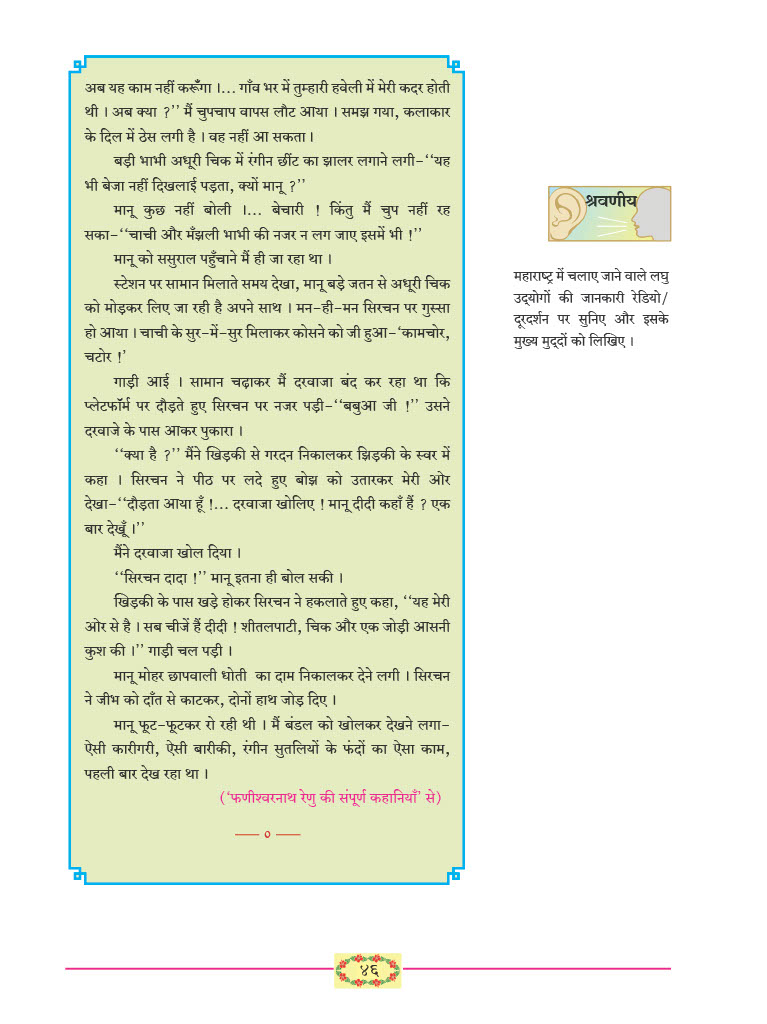 अब यह काम नहीं करूँगा ।... गाँव भर में तुम्हारी हवेली में मेरी कदर होती
थी । अब क्या ?’’ मैं चुपचाप वापस लौट आया । समझ गया, कलाकार
के दिल में ठेस लगी है । वह नहीं आ सकता ।
बड़ी भाभी अधूरी चिक में रंगीन छींट का झालर लगाने लगी-‘‘यह
भी बेजा नहीं दिखलाई पड़ता, क्यों मानू ?’’
मानू कुछ नहीं बोली ।... बेचारी ! किंतु मैं चुप नहीं रह
सका-‘‘चाची और मँझली भाभी की नजर न लग जाए इसमें भी !’’
मानू को ससुराल पहुँचाने मैं ही जा रहा था ।
स्टेशन पर सामान मिलाते समय देखा, मानू बड़े जतन से अधूरी चिक
को मोड़कर लिए जा रही है अपने साथ । मन-ही-मन सिरचन पर गुस्सा
हो आया । चाची के सुर-में-सुर मिलाकर कोसने को जी हुआ-‘कामचोर,
चटोर !’
गाड़ी आई । सामान चढ़ाकर मैं दरवाजा बंद कर रहा था कि
प्लेटफॉर्म पर दौड़ते हुए सिरचन पर नजर पड़ी-‘‘बबुआ जी !’’ उसने
दरवाजे के पास आकर पुकारा ।
‘‘क्या है ?’’ मैंने खिड़की से गरदन निकालकर झिड़की के स्वर में
कहा । सिरचन ने पीठ पर लदे हुए बोझ को उतारकर मेरी ओर
देखा-‘‘दौड़ता आया हूँ !... दरवाजा खोलिए ! मानू दीदी कहाँ हैं ? एक
बार देखूँ ।’’
मैंने दरवाजा खोल दिया ।
‘‘सिरचन दादा !’’ मानू इतना ही बोल सकी ।
खिड़की के पास खड़े होकर सिरचन ने हकलाते हुए कहा, ‘‘यह मेरी
ओर से है । सब चीजें हैं दीदी ! शीतलपाटी, चिक और एक जोड़ी आसनी
कुश की ।’’ गाड़ी चल पड़ी ।
मानू मोहर छापवाली धोती का दाम निकालकर देने लगी । सिरचन
ने जीभ को दाँत से काटकर, दोनों हाथ जोड़ दिए ।
मानू फूट-फूटकर रो रही थी । मैं बंडल को खोलकर देखने लगा-
ऐसी कारीगरी, ऐसी बारीकी, रंगीन सुतलियों के फंदों का ऐसा काम,
पहली बार देख रहा था ।
(‘फणीश्वरनाथ रेणु की संपूर्ण कहानियाँ’ से)
—— ० ——
श्रवणीय
महाराष्ट्र में चलाए जाने वाले लघु
उद्‌योगों की जानकारी रेडियो/
दूरदर्शन पर सुनिए और इसके
मुख्य मुद्‌दों को लिखिए ।
४६